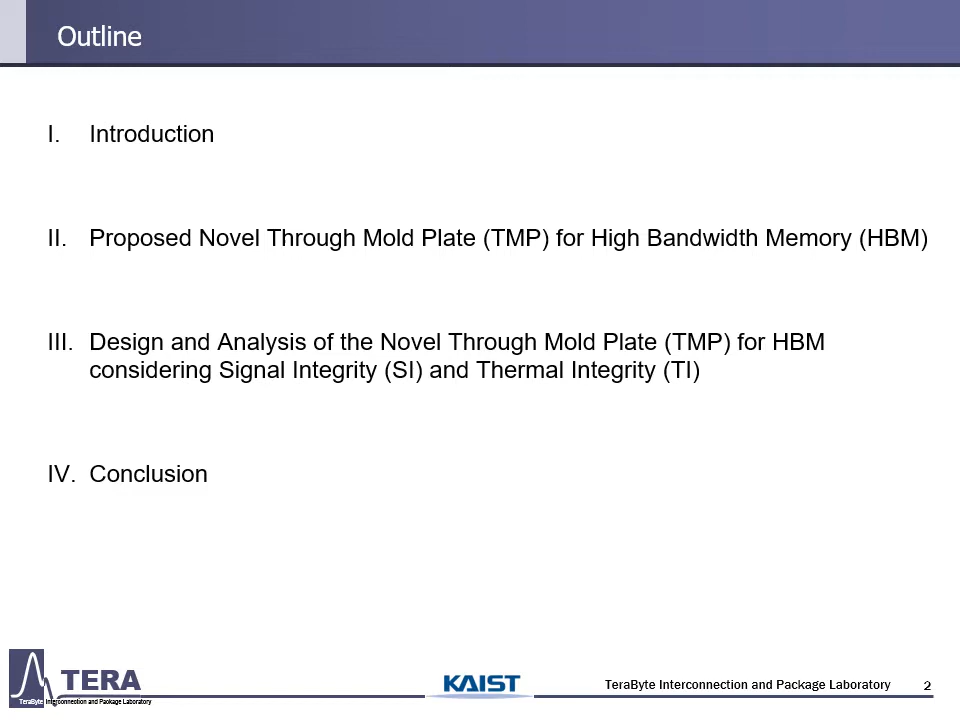 Outline
I. Introduction
II. Proposed Novel Through Mold Plate (TMP) for High Bandwidth Memory (HBM)
III. Design and Analysis of the Novel Through Mold Plate (TMP) for HBM
considering Signal Integrity (SI) and Thermal Integrity (TI)
IV. Conclusion
TERA
TeraByte Interconnection and Package Laboratory
KAIST
TeraByte Interconnection and Package Laboratory 2